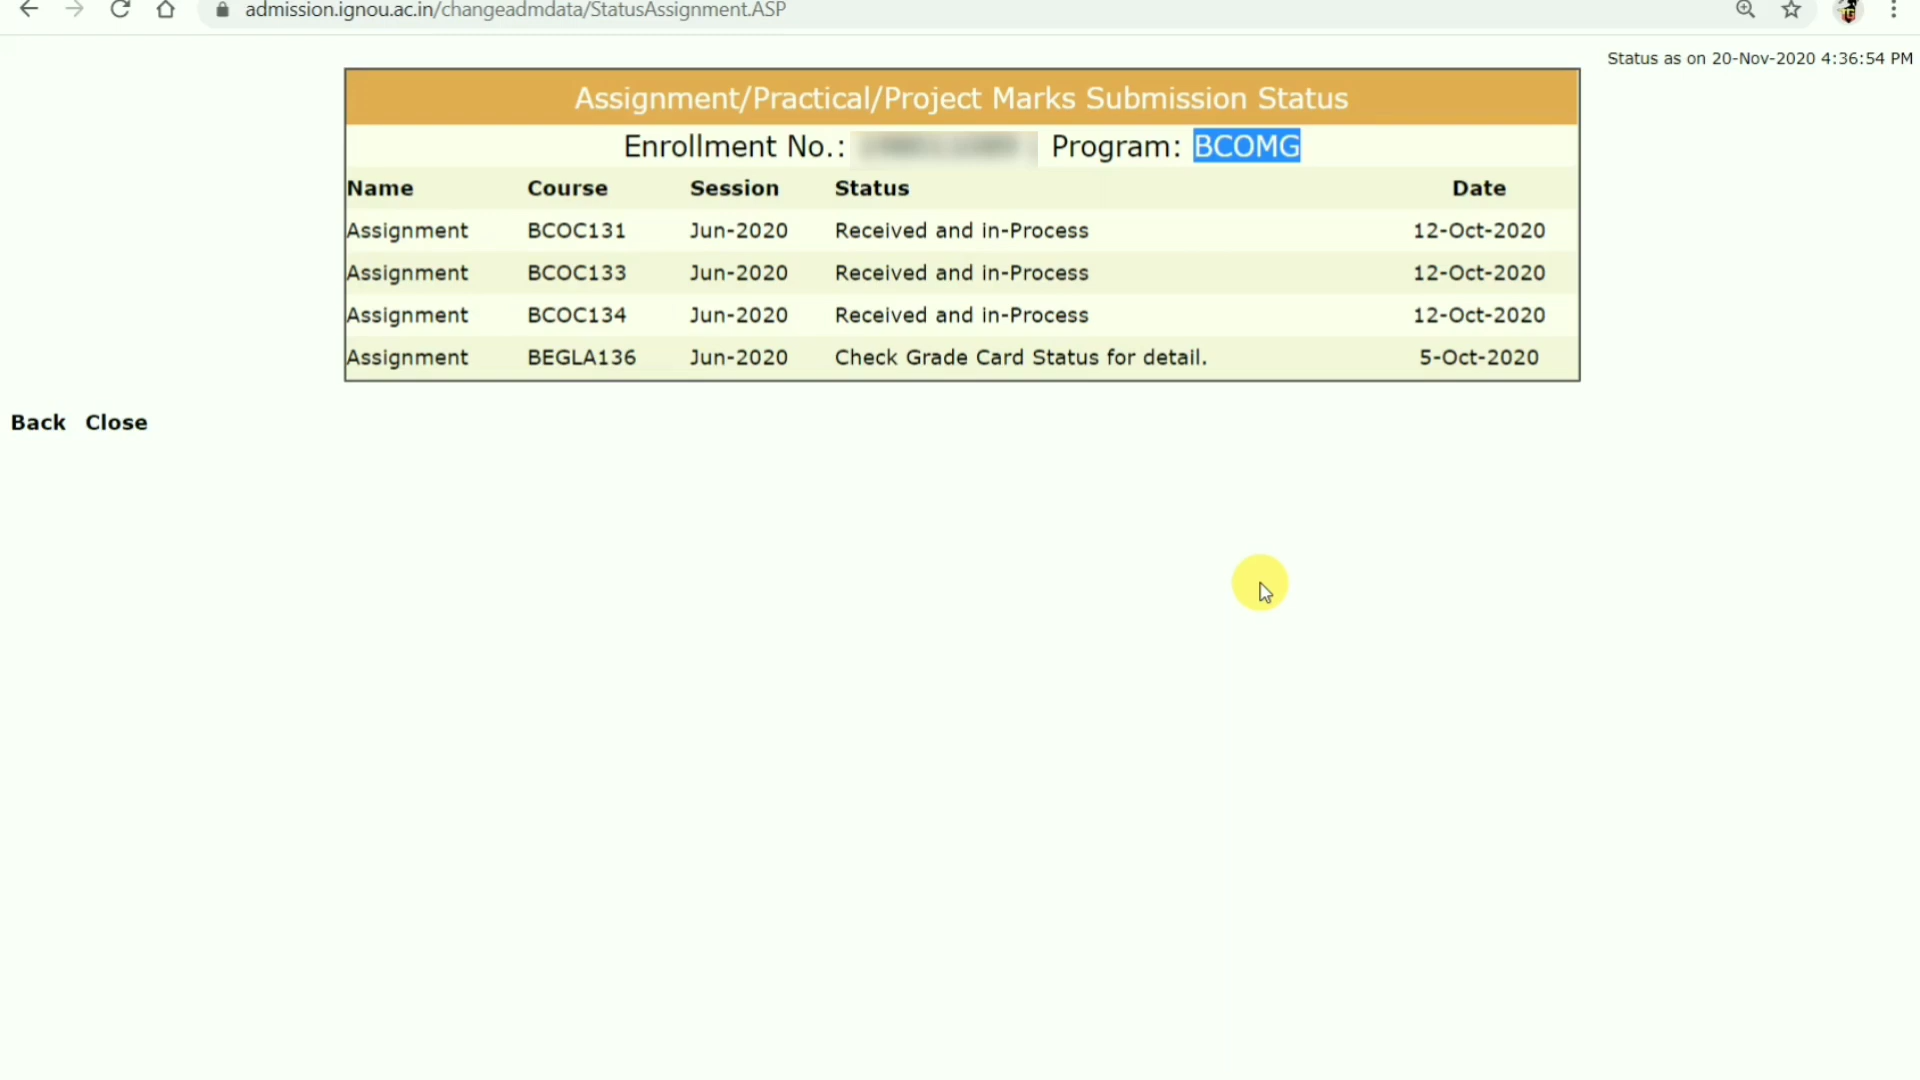 admission.ignou.ac.in/changeadmdata/StatusAssignment.ASP
Status as on 20-Nov-2020 4:36:54 PM
Assignment/Practical/Project Marks Submission Status
Enrollment No.: Program: BCOMG
Name Course Session Status Date
Assignment BCOC131 Jun-2020 Received and in-Process 12-Oct-2020
Assignment BCOC133 Jun-2020 Received and in-Process 12-Oct-2020
Assignment BCOC134 Jun-2020 Received and in-Process 12-Oct-2020
Assignment BEGLA136 Jun-2020 Check Grade Card Status for detail. 5-Oct-2020
Back Close